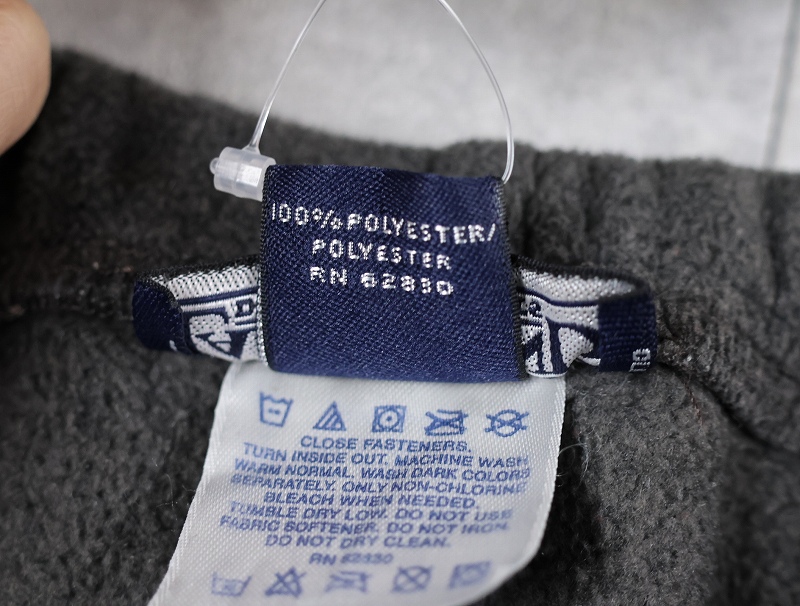 100% POLYESTER/
POLYESTER
RN 62830
CLOSE FASTENERS.
TURN INSIDE OUT. MACHINE WASH
WARM NORMAL. WASH DARK COLORS
SEPARATELY. ONLY NON-CHLORINE
BLEACH WHEN NEEDED.
TUMBLE DRY LOW. DO NOT USE
FABRIC SOFTENER. DO NOT IRON.
DO NOT DRY CLEAN.
RN 62830